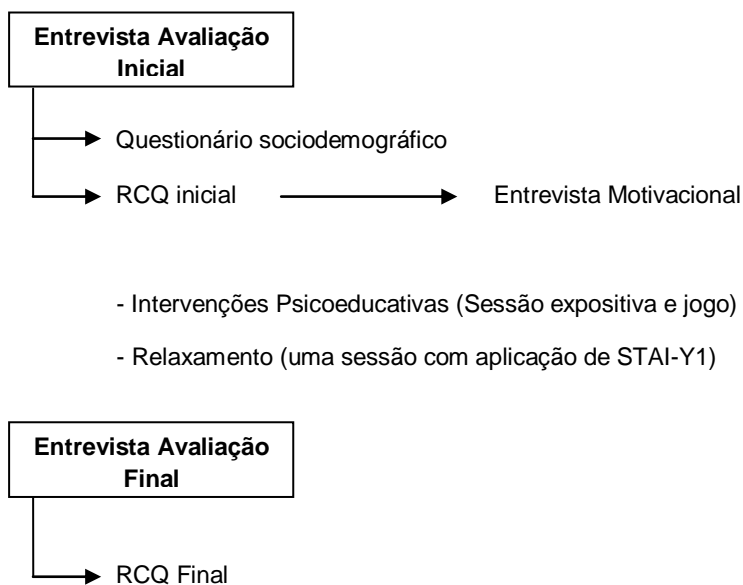 Entrevista Avaliação
Inicial
Questionário sociodemográfico
RCQ inicial Entrevista Motivacional
- Intervenções Psicoeducativas (Sessão expositiva e jogo)
- Relaxamento (uma sessão com aplicação de STAI-Y1)
Entrevista Avaliação
Final
RCQ Final